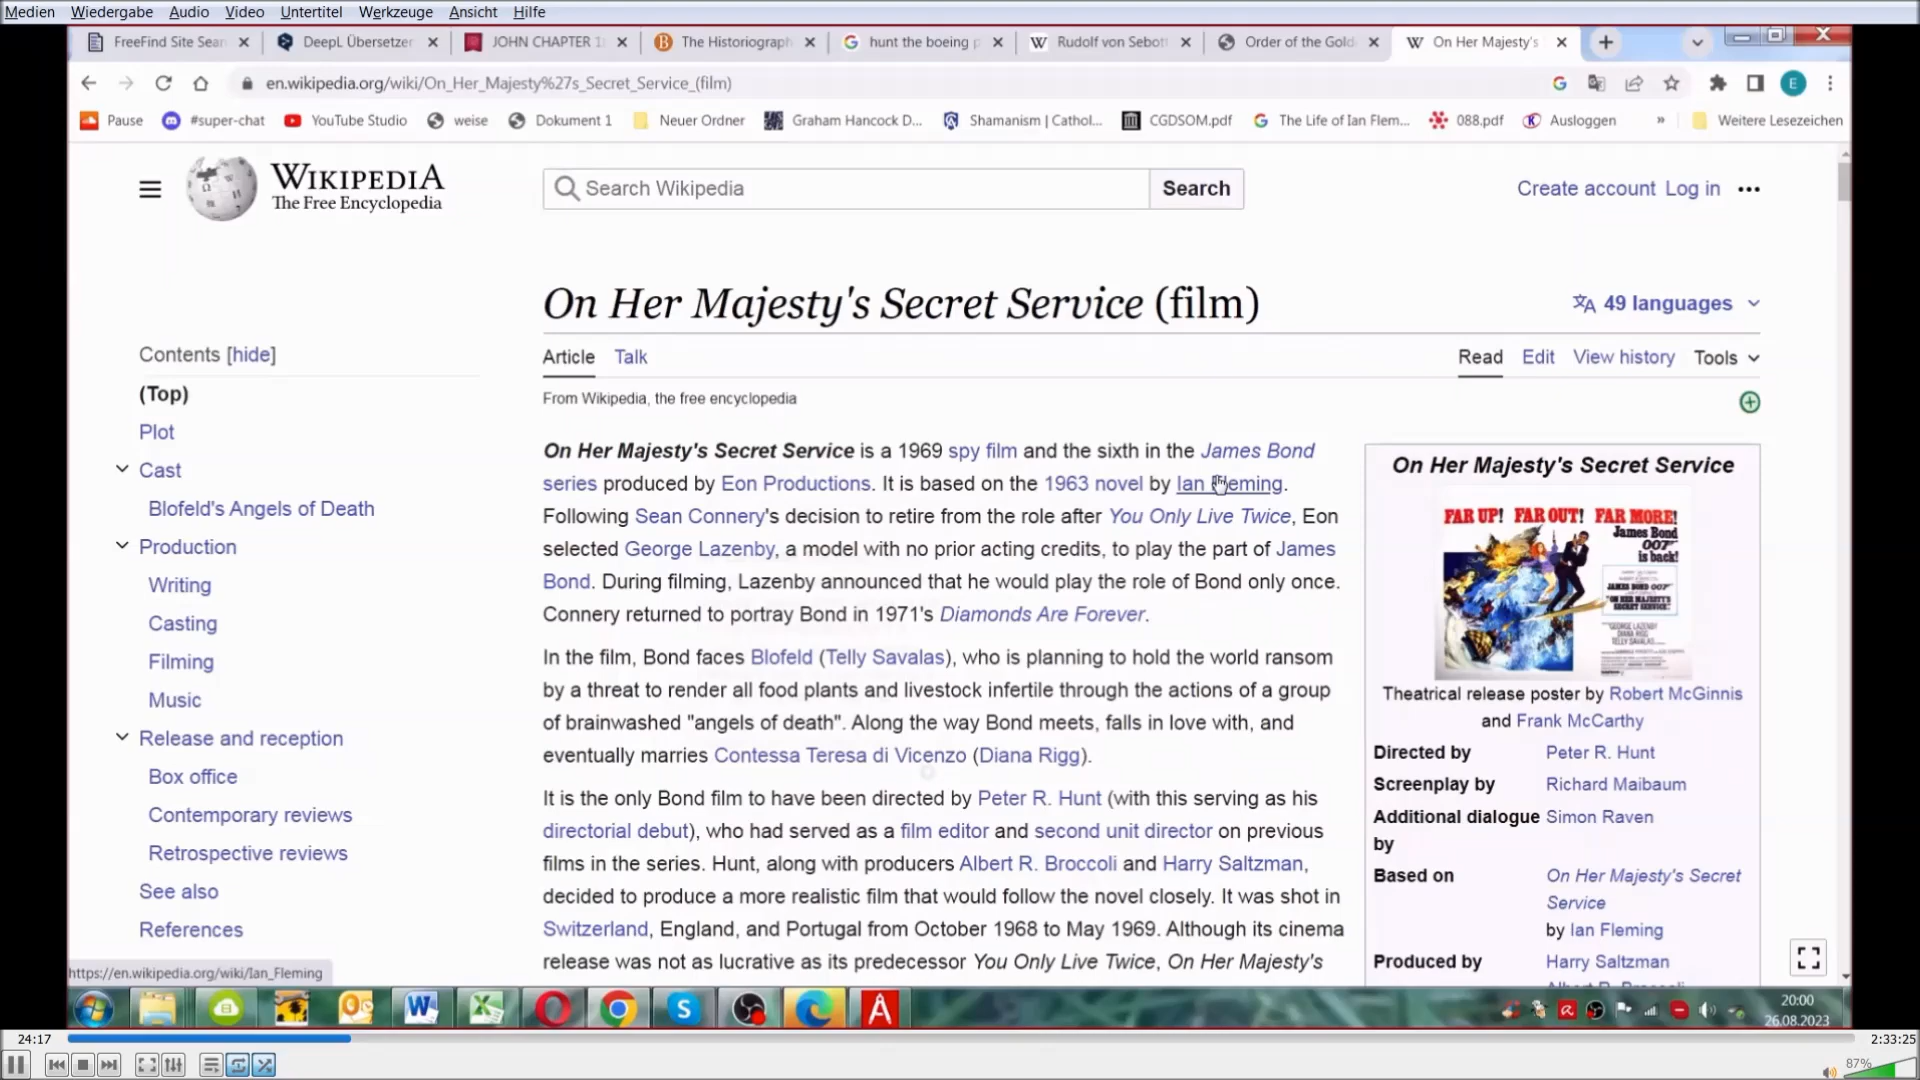 Medien Wiedergabe Audio Video Untertitel Werkzeuge Ansicht Hilfe
FreeFind Site Sear DeepL Übersetzer JOHN CHAPTER 1 The Historiograph hunt the boeing p Rudolf von Sebott Order of the Gold On Her Majesty's
en.wikipedia.org/wiki/On_Her_Majesty%27s_Secret_Service_(film)
E
Pause #super-chat YouTube Studio weise Dokument 1 Neuer Ordner Graham Hancock D... Shamanism | Cathol... CGDSOM.pdf The Life of Ian Flem... 088.pdf Ausloggen » Weitere Lesezeichen
WIKIPEDIA
The Free Encyclopedia
Search Wikipedia
Search
Create account Log in
On Her Majesty's Secret Service (film)
49 languages
Article Talk
Read Edit View history Tools
From Wikipedia, the free encyclopedia
Contents [hide]
(Top)
Plot
Cast
Blofeld's Angels of Death
Production
Writing
Casting
Filming
Music
Release and reception
Box office
Contemporary reviews
Retrospective reviews
See also
References
On Her Majesty's Secret Service is a 1969 spy film and the sixth in the James Bond
series produced by Eon Productions. It is based on the 1963 novel by Ian Fleming.
Following Sean Connery's decision to retire from the role after You Only Live Twice, Eon
selected George Lazenby, a model with no prior acting credits, to play the part of James
Bond. During filming, Lazenby announced that he would play the role of Bond only once.
Connery returned to portray Bond in 1971's Diamonds Are Forever.
In the film, Bond faces Blofeld (Telly Savalas), who is planning to hold the world ransom
by a threat to render all food plants and livestock infertile through the actions of a group
of brainwashed "angels of death". Along the way Bond meets, falls in love with, and
eventually marries Contessa Teresa di Vicenzo (Diana Rigg).
It is the only Bond film to have been directed by Peter R. Hunt (with this serving as his
directorial debut), who had served as a film editor and second unit director on previous
films in the series. Hunt, along with producers Albert R. Broccoli and Harry Saltzman,
decided to produce a more realistic film that would follow the novel closely. It was shot in
Switzerland, England, and Portugal from October 1968 to May 1969. Although its cinema
release was not as lucrative as its predecessor You Only Live Twice, On Her Majesty's
On Her Majesty's Secret Service
FAR UP! FAR OUT! FAR MORE!
James Bond
007
is back!
JAMES BOND 007
ON HER MAJESTY'S
SECRET SERVICE
GEORGE LAZENBY
DIANA RIGG
TELLY SAVALAS
Theatrical release poster by Robert McGinnis
and Frank McCarthy
Directed by Peter R. Hunt
Screenplay by Richard Maibaum
Additional dialogue by Simon Raven
Based on On Her Majesty's Secret
Service
by Ian Fleming
Produced by Harry Saltzman
https://en.wikipedia.org/wiki/Ian_Fleming
20:00
26.08.2023
24:17
2:33:25
87%